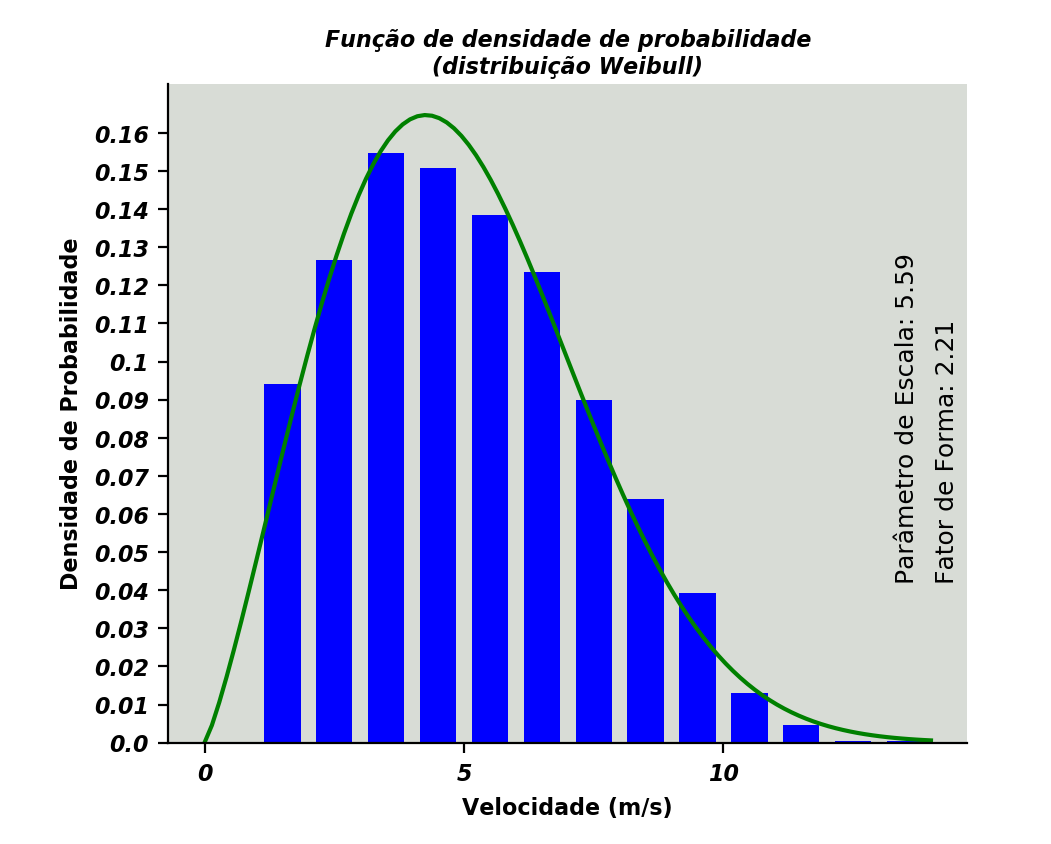 Função de densidade de probabilidade
(distribuição Weibull)
Densidade de Probabilidade
0.16
0.15
0.14
0.13
0.12
0.11
0.1
0.09
0.08
0.07
0.06
0.05
0.04
0.03
0.02
0.01
0.0
Parâmetro de Escala: 5.59
Fator de Forma: 2.21
0 5 10
Velocidade (m/s)